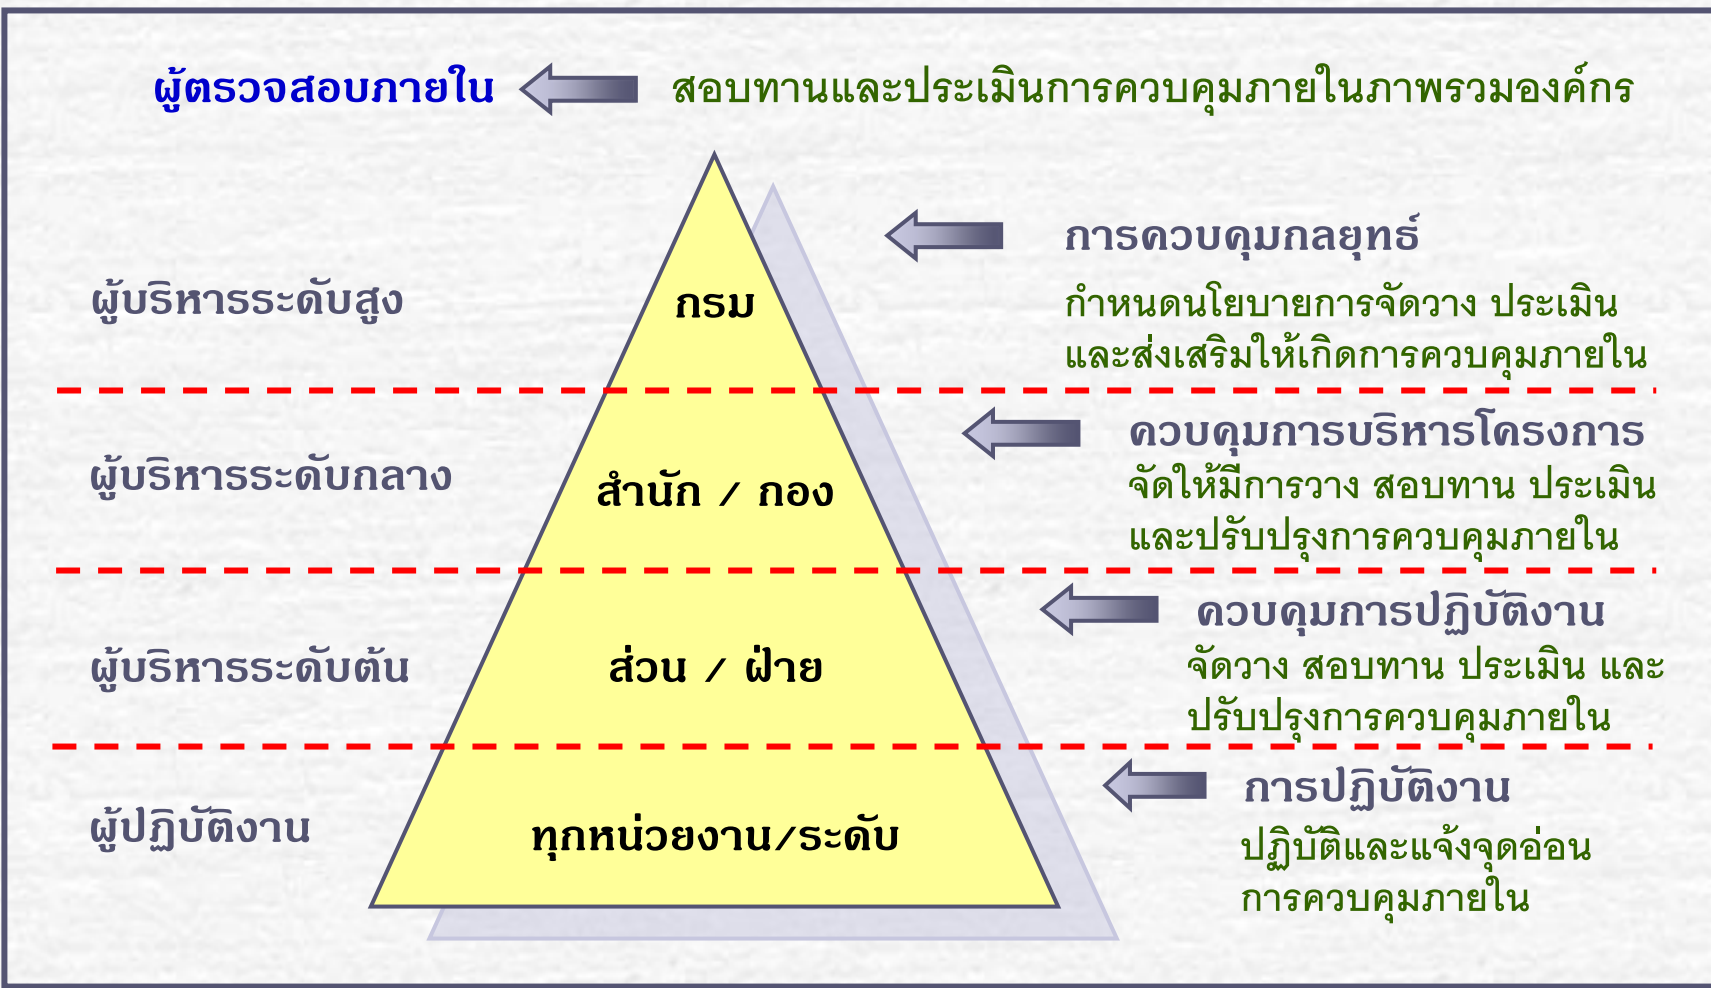 ผู้ตรวจสอบภายใน สอบทานและประเมินการควบคุมภายในภาพรวมองค์กร
การควบคุมกลยุทธ์
ผู้บริหารระดับสูง กรม กำหนดนโยบายการจัดวาง ประเมิน
และส่งเสริมให้เกิดการควบคุมภายใน
ควบคุมการบริหารโครงการ
ผู้บริหารระดับกลาง สำนัก / กอง จัดให้มีการวาง สอบทาน ประเมิน
และปรับปรุงการควบคุมภายใน
ควบคุมการปฏิบัติงาน
ผู้บริหารระดับต้น ส่วน / ฝ่าย จัดวาง สอบทาน ประเมิน และ
ปรับปรุงการควบคุมภายใน
การปฏิบัติงาน
ผู้ปฏิบัติงาน ทุกหน่วยงาน/ระดับ ปฏิบัติและแจ้งจุดอ่อน
การควบคุมภายใน